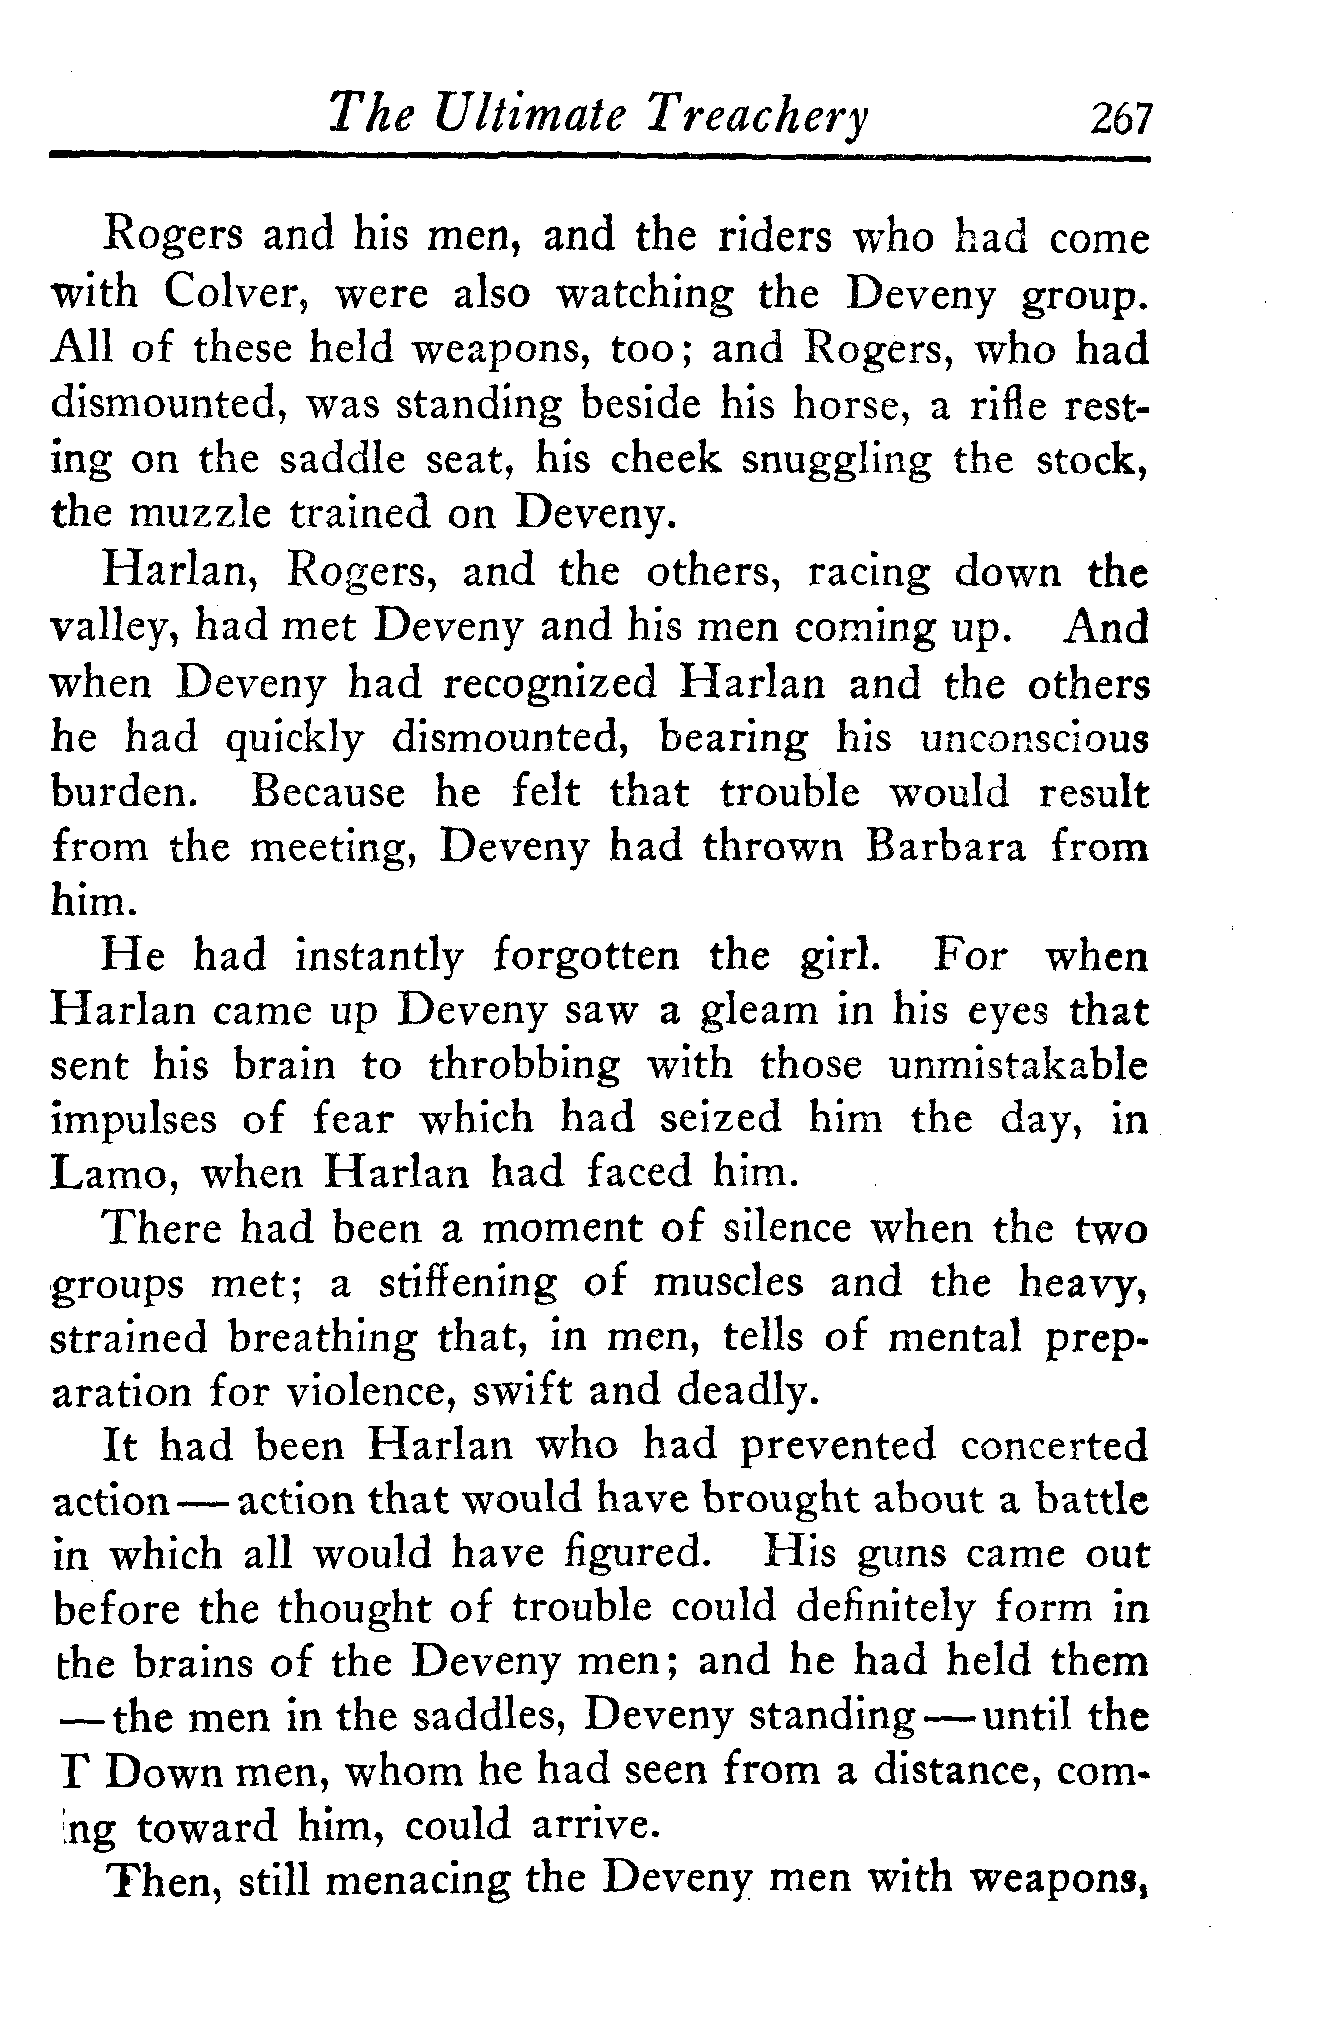 The Ultimate Treachery 267
Rogers and his men, and the riders who had come
with Colver, were also watching the Deveny group.
All of these held weapons, too; and Rogers, who had
dismounted, was standing beside his horse, a rifle rest-
ing on the saddle seat, his cheek snuggling the stock,
the muzzle trained on Deveny.
Harlan, Rogers, and the others, racing down the
valley, had met Deveny and his men coming up. And
when Deveny had recognized Harlan and the others
he had quickly dismounted, bearing his unconscious
burden. Because he felt that trouble would result
from the meeting, Deveny had thrown Barbara from
him.
He had instantly forgotten the girl. For when
Harlan came up Deveny saw a gleam in his eyes that
sent his brain to throbbing with those unmistakable
impulses of fear which had seized him the day, in
Lamo, when Harlan had faced him.
There had been a moment of silence when the two
groups met; a stiffening of muscles and the heavy,
strained breathing that, in men, tells of mental prep-
aration for violence, swift and deadly.
It had been Harlan who had prevented concerted
action—action that would have brought about a battle
in which all would have figured. His guns came out
before the thought of trouble could definitely form in
the brains of the Deveny men; and he had held them
—the men in the saddles, Deveny standing—until the
T Down men, whom he had seen from a distance, com-
ing toward him, could arrive.
Then, still menacing the Deveny men with weapons,